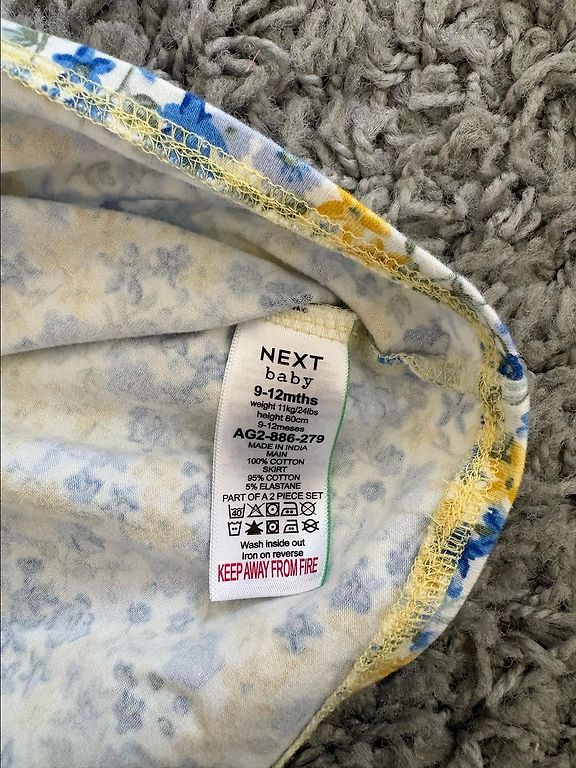 NEXT
baby
9-12mths
weight 11kg/24lbs
height 80cm
9-12meses
AG2-886-279
MADE IN INDIA
MAIN
100% COTTON
SKIRT
95% COTTON
5% ELASTANE
PART OF A 2 PIECE SET
40
Wash inside out
Iron on reverse
KEEP AWAY FROM FIRE